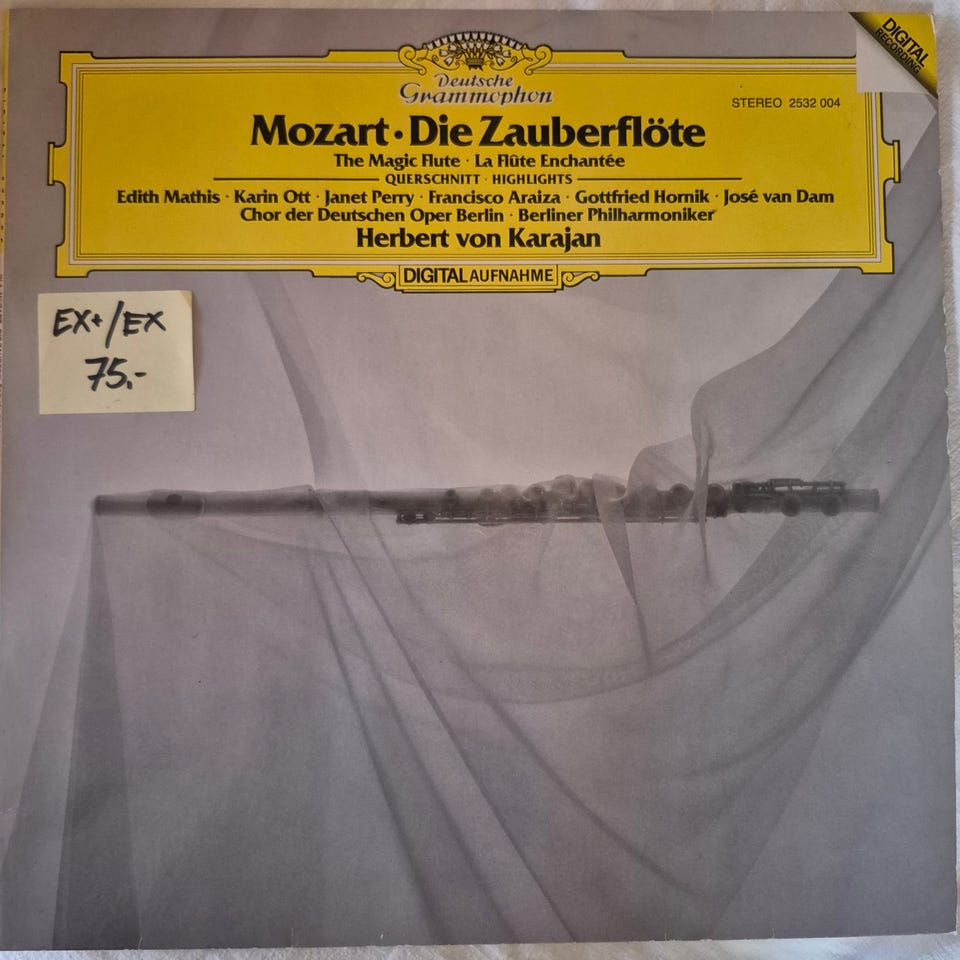 DIGITAL
RECORDING
Deutsche
Grammophon
STEREO 2532 004
Mozart · Die Zauberflöte
The Magic Flute · La Flûte Enchantée
QUERSCHNITT · HIGHLIGHTS
Edith Mathis · Karin Ott · Janet Perry · Francisco Araiza · Gottfried Hornik · José van Dam
Chor der Deutschen Oper Berlin · Berliner Philharmoniker
Herbert von Karajan
DIGITAL AUFNAHME
EX+/EX
75.-